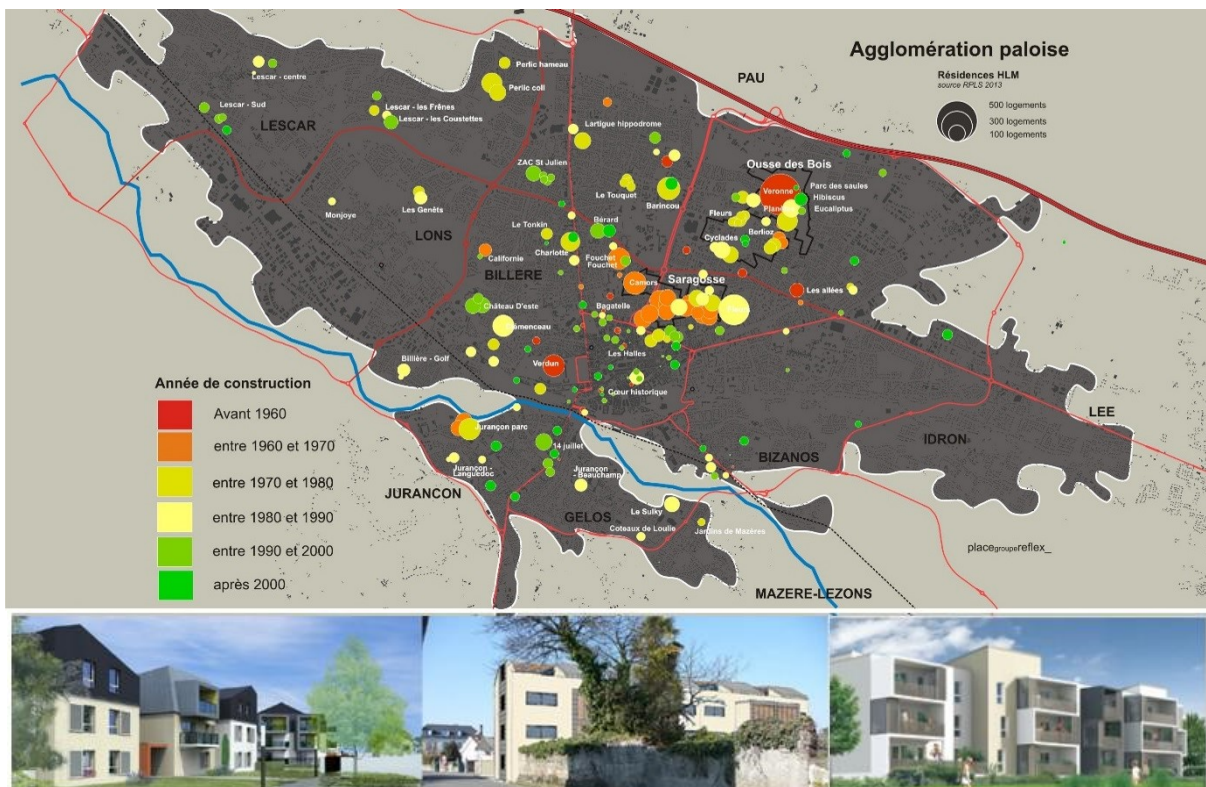 Agglomération paloise
Résidences HLM
source RPLS 2013
500 logements
300 logements
100 logements
PAU
Perlic hameau
Lescar - centre
Perlic coll
Lescar - Sud
Lescar - les Frênes
LESCAR
Lescar - les Coustettes
Lartigue hippodrome
ZAC St Julien
Ousse des Bois
Le Touquet
Barincou
Veronne
Parc des saules
Hibiscus
Eucaliptus
Monjoye
Les Genêts
Fleurs
Berlioz
Le Tonkin
Bérard
LONS
Charlotte
Cyclades
Californie
Fouchet
Fouchet
BILLERE
Saragosse
Camors
Les allées
Château D'este
Bagatelle
Les Halles
Verdun
Billière - Golf
Cœur historique
Année de construction
Avant 1960
entre 1960 et 1970
entre 1970 et 1980
entre 1980 et 1990
entre 1990 et 2000
après 2000
LEE
IDRON
BIZANOS
Jurançon parc
14 juillet
Jurançon -
Languedoc
Jurançon
- Beauchamp
JURANCON
GELOS
Le Sulky
Coteaux de Loulie
Jardins de Mazères
placegroupereflex_
MAZERE-LEZONS